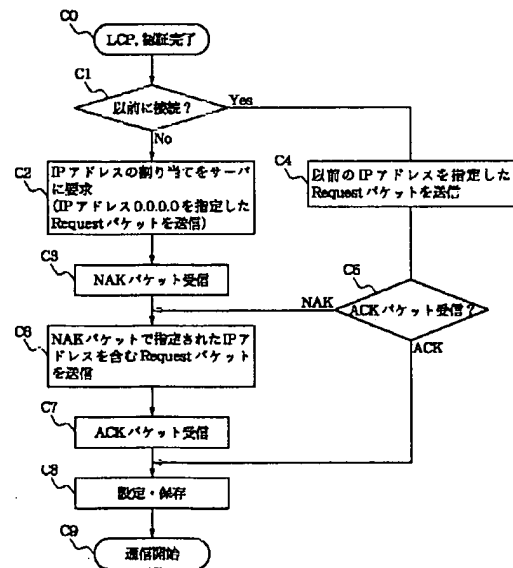 C0
LCP, 認証完了
C1
以前に接続？
Yes
No
C2
IPアドレスの割り当てをサーバ
に要求
(IPアドレス0.0.0.0を指定した
Requestパケットを送信)
C4
以前のIPアドレスを指定した
Requestパケットを送信
C3
NAKパケット受信
C5
ACKパケット受信？
NAK
ACK
C6
NAKパケットで指定されたIPア
ドレスを含むRequestパケット
を送信
C7
ACKパケット受信
C8
設定・保存
C9
通信開始